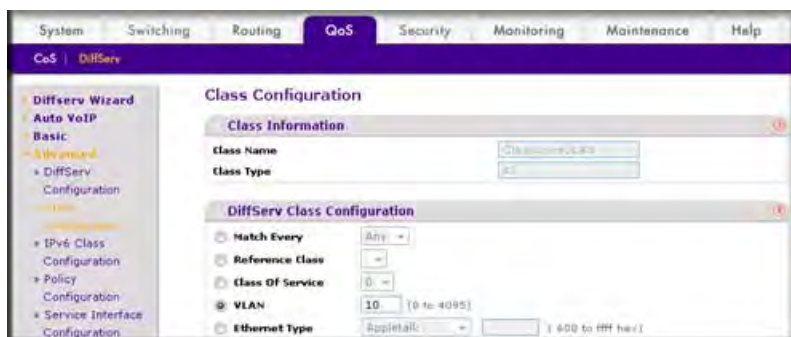 System Switching Routing QoS Security Monitoring Maintenance Help
CoS | DiffServ
Diffserv Wizard
Auto VoIP
Basic
Advanced
» DiffServ
Configuration
» IPv6 Class
Configuration
» Policy
Configuration
» Service Interface
Configuration
Class Configuration
Class Information
Class Name
Class Type
All
DiffServ Class Configuration
Match Every Any
Reference Class
Class Of Service 0
VLAN 10 (0 to 4095)
Ethernet Type Appletalk ( 600 to ffff hex)